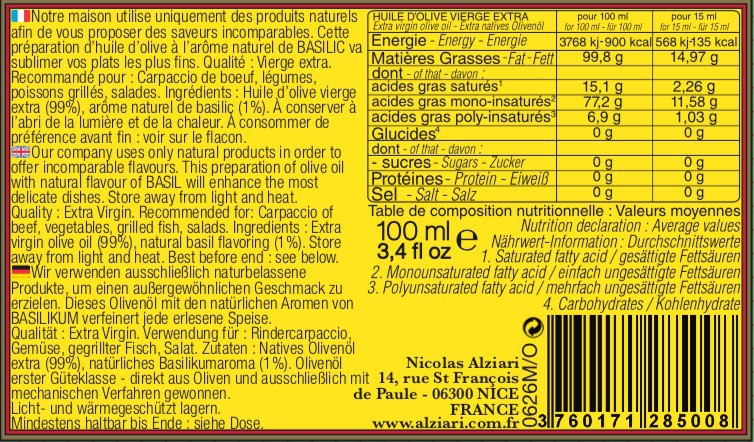 Notre maison utilise uniquement des produits naturels
afin de vous proposer des saveurs incomparables. Cette
préparation d'huile d'olive à l'arôme naturel de BASILIC va
sublimer vos plats les plus fins. Qualité : Vierge extra.
Recommandé pour : Carpaccio de boeuf, légumes,
poissons grillés, salades. Ingrédients : Huile d'olive vierge
extra (99%), arôme naturel de basilic (1%). A conserver à
l'abri de la lumière et de la chaleur. A consommer de
préférence avant fin : voir sur le flacon.
Our company uses only natural products in order to
offer incomparable flavours. This preparation of olive oil
with natural flavour of BASIL will enhance the most
delicate dishes. Store away from light and heat.
Quality : Extra Virgin. Recommended for: Carpaccio of
beef, vegetables, grilled fish, salads. Ingredients : Extra
virgin olive oil (99%), natural basil flavoring (1%). Store
away from light and heat. Best before end : see below.
Wir verwenden ausschließlich naturbelassene
Produkte, um einen außergewöhnlichen Geschmack zu
erzielen. Dieses Olivenöl mit den natürlichen Aromen von
BASILIKUM verfeinert jede erlesene Speise.
Qualität : Extra Virgin. Verwendung für : Rindercarpaccio,
Gemüse, gegrillter Fisch, Salat. Zutaten : Natives Olivenöl
extra (99%), natürliches Basilikumaroma (1%). Olivenöl
erster Güteklasse - direkt aus Oliven und ausschließlich mit
mechanischen Verfahren gewonnen.
Licht- und wärmegeschützt lagern.
Mindestens haltbar bis Ende : siehe Dose.
HUILE D'OLIVE VIERGE EXTRA pour 100 ml pour 15 ml
Extra virgin olive oil - Extra natives Olivenöl for 100 ml - für 100 ml for 15 ml - für 15 ml
Energie - Energy - Energie 3768 kj-900 kcal 568 kj-135 kcal
Matières Grasses - Fat - Fett 99,8 g 14,97 g
dont - of that - davon :
acides gras saturés¹ 15,1 g 2,26 g
acides gras mono-insaturés² 77,2 g 11,58 g
acides gras poly-insaturés³ 6,9 g 1,03 g
Glucides⁴ 0 g 0 g
dont - of that - davon :
- sucres - Sugars - Zucker 0 g 0 g
Protéines - Protein - Eiweiß 0 g 0 g
Sel - Salt - Salz 0 g 0 g
Table de composition nutritionnelle : Valeurs moyennes
Nutrition declaration : Average values
Nährwert-Information : Durchschnittswerte
1. Saturated fatty acid / gesättigte Fettsäuren
2. Monounsaturated fatty acid / einfach ungesättigte Fettsäuren
3. Polyunsaturated fatty acid / mehrfach ungesättigte Fettsäuren
4. Carbohydrates / Kohlenhydrate
100 ml e
3,4 fl oz
Nicolas Alziari
14, rue St François
de Paule - 06300 NICE
FRANCE
www.alziari.com.fr
0626M/O
3 760171 285008